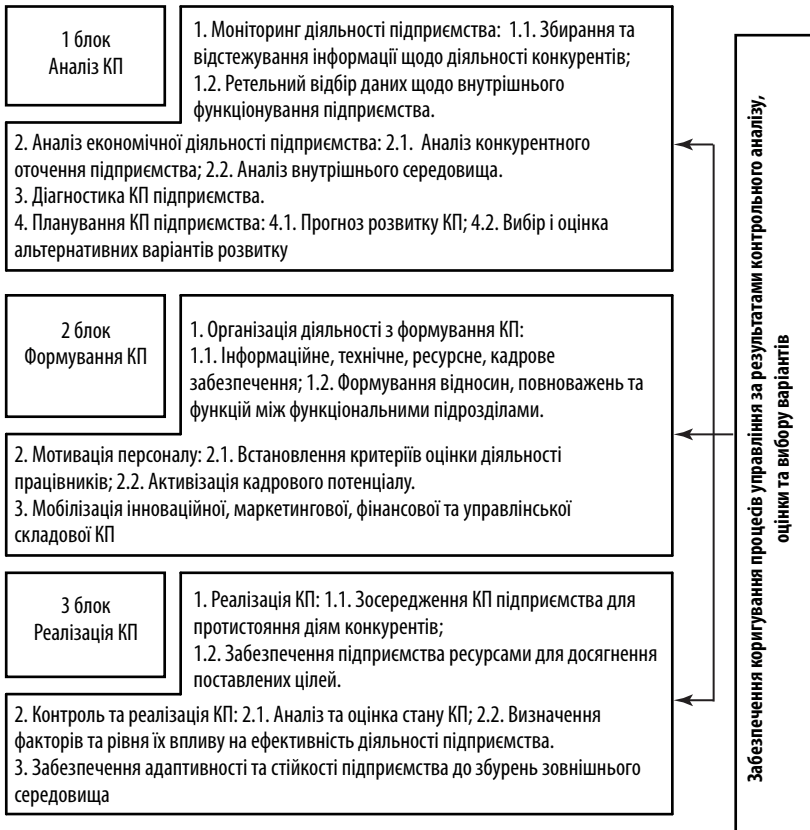 1 блок
Аналіз КП
1. Моніторинг діяльності підприємства: 1.1. Збирання та
відстежування інформації щодо діяльності конкурентів;
1.2. Ретельний відбір даних щодо внутрішнього
функціонування підприємства.
2. Аналіз економічної діяльності підприємства: 2.1. Аналіз конкурентного
оточення підприємства; 2.2. Аналіз внутрішнього середовища.
3. Діагностика КП підприємства.
4. Планування КП підприємства: 4.1. Прогноз розвитку КП; 4.2. Вибір і оцінка
альтернативних варіантів розвитку
2 блок
Формування КП
1. Організація діяльності з формування КП:
1.1. Інформаційне, технічне, ресурсне, кадрове
забезпечення; 1.2. Формування відносин, повноважень та
функцій між функціональними підрозділами.
2. Мотивація персоналу: 2.1. Встановлення критеріїв оцінки діяльності
працівників; 2.2. Активізація кадрового потенціалу.
3. Мобілізація інноваційної, маркетингової, фінансової та управлінської
складової КП
3 блок
Реалізація КП
1. Реалізація КП: 1.1. Зосередження КП підприємства для
протистояння діям конкурентів;
1.2. Забезпечення підприємства ресурсами для досягнення
поставлених цілей.
2. Контроль та реалізація КП: 2.1. Аналіз та оцінка стану КП; 2.2. Визначення
факторів та рівня їх впливу на ефективність діяльності підприємства.
3. Забезпечення адаптивності та стійкості підприємства до збурень зовнішнього
середовища
Забезпечення коригування процесів управління за результатами контрольного аналізу,
оцінки та вибору варіантів